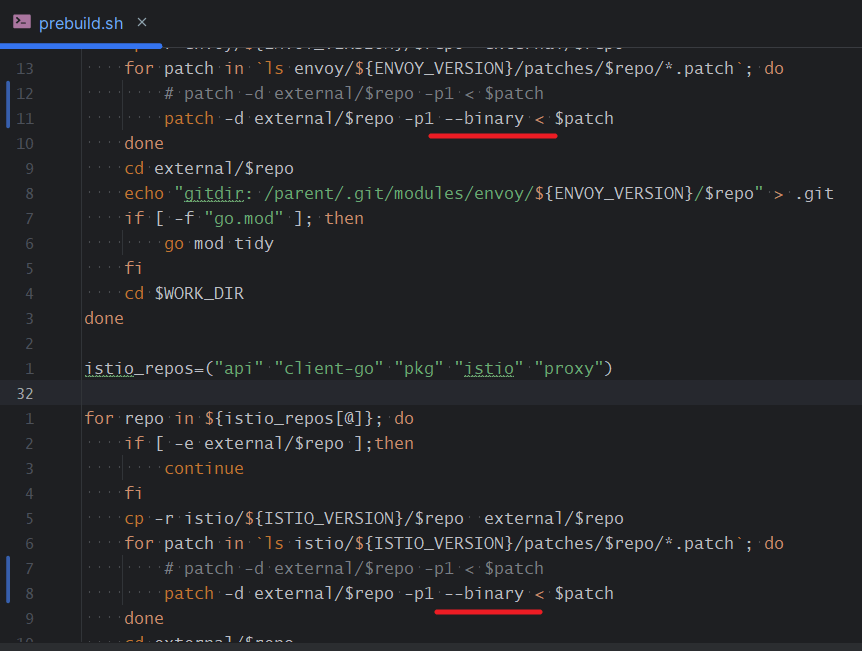 prebuild.sh ×
13 for patch in `ls envoy/${ENVOY_VERSION}/patches/$repo/*.patch`; do
12 # patch -d external/$repo -p1 < $patch
11 patch -d external/$repo -p1 --binary < $patch
10 done
9 cd external/$repo
8 echo "gitdir: /parent/.git/modules/envoy/${ENVOY_VERSION}/$repo" > .git
7 if [ -f "go.mod" ]; then
6 go mod tidy
5 fi
4 cd $WORK_DIR
3 done
2
1 istio_repos=("api" "client-go" "pkg" "istio" "proxy")
32
1 for repo in ${istio_repos[@]}; do
2 if [ -e external/$repo ];then
3 continue
4 fi
5 cp -r istio/${ISTIO_VERSION}/$repo  external/$repo
6 for patch in `ls istio/${ISTIO_VERSION}/patches/$repo/*.patch`; do
7 # patch -d external/$repo -p1 < $patch
8 patch -d external/$repo -p1 --binary < $patch
9 done
10 cd external/$repo